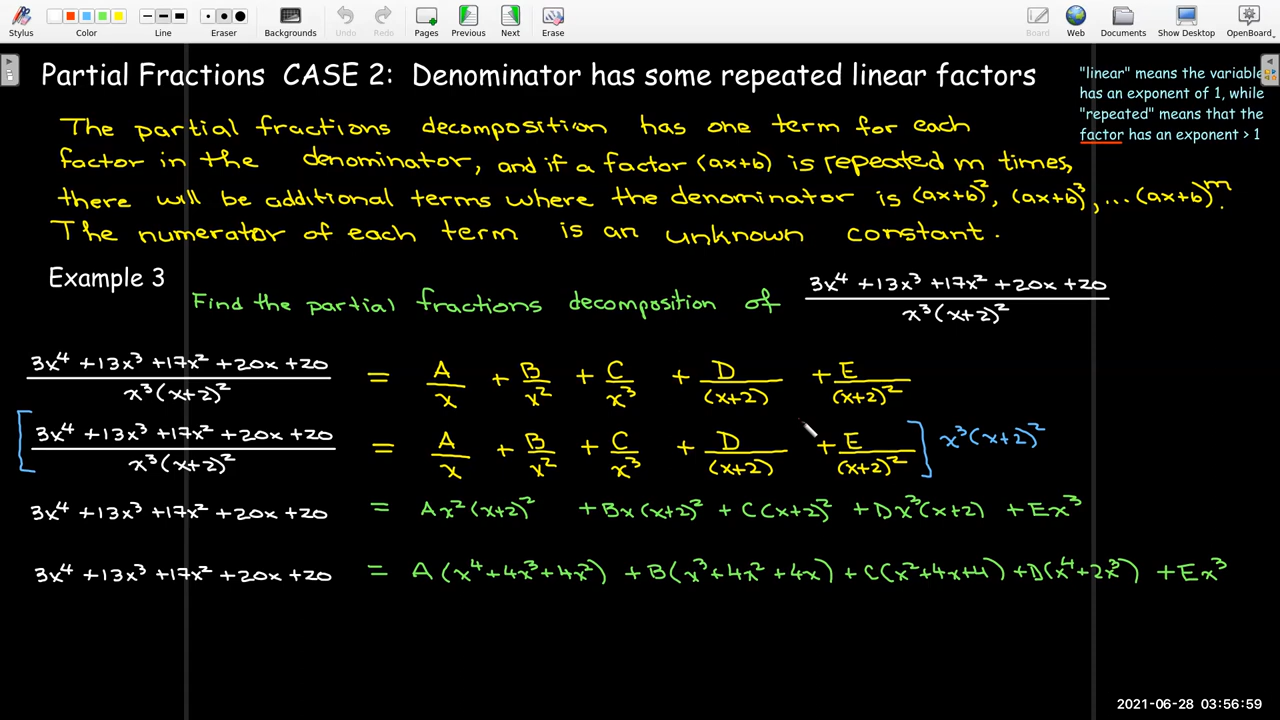 Stylus Color Line Eraser Backgrounds Undo Redo Pages Previous Next Erase Board Web Documents Show Desktop OpenBoard
Partial Fractions CASE 2: Denominator has some repeated linear factors
"linear" means the variable
has an exponent of 1, while
"repeated" means that the
factor has an exponent > 1
The partial fractions decomposition has one term for each
factor in the denominator, and if a factor (ax+b) is repeated m times,
there will be additional terms where the denominator is (ax+b)², (ax+b)³, ... (ax+b)ᵐ.
The numerator of each term is an unknown constant.
Example 3
Find the partial fractions decomposition of (3x⁴ +13x³ +17x² +20x +20)/(x³(x+2)²)
(3x⁴ +13x³ +17x² +20x +20)/(x³(x+2)²) = A/x + B/x² + C/x³ + D/(x+2) + E/(x+2)²
[(3x⁴ +13x³ +17x² +20x +20)/(x³(x+2)²) = A/x + B/x² + C/x³ + D/(x+2) + E/(x+2)²] x³(x+2)²
3x⁴ +13x³ +17x² +20x +20 = Ax²(x+2)² +Bx(x+2)² + C(x+2)² +Dx³(x+2) +Ex³
3x⁴ +13x³ +17x² +20x +20 = A(x⁴+4x³+4x²) +B(x³+4x²+4x) +C(x²+4x+4) +D(x⁴+2x³) +Ex³
2021-06-28 03:56:59